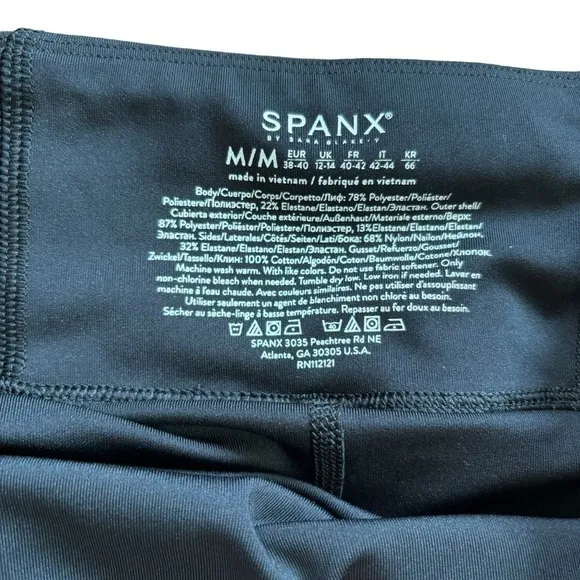 SPANX®
BY SARA BLAKELY
M/M EUR 38-40 UK 12-14 FR 40-42 IT 42-44 KR 66
made in vietnam / fabriqué en vietnam
Body/Cuerpo/Corps/Corpetto/Лиф: 78% Polyester/Poliéster/
Poliestere/Полиэстер, 22% Elastane/Elastano/Elastan/Эластан. Outer shell/
Cubierta exterior/Couche extérieure/Außenhaut/Materiale esterno/Верх:
87% Polyester/Poliéster/Poliestere/Полиэстер, 13% Elastane/Elastano/Elastan/
Эластан. Sides/Laterales/Côtés/Seiten/Lati/Бока: 68% Nylon/Nailon/Нейлон,
32% Elastane/Elastano/Elastan/Эластан. Gusset/Refuerzo/Gousset/
Zwickel/Tassello/Клин: 100% Cotton/Algodón/Coton/Baumwolle/Cotone/Хлопок.
Machine wash warm. With like colors. Do not use fabric softener. Only
non-chlorine bleach when needed. Tumble dry low. Low iron if needed. Laver en
machine à l'eau chaude. Avec couleurs similaires. Ne pas utiliser d'assouplissant
Utiliser seulement un agent de blanchiment non chloré au besoin.
Sécher au sèche-linge à basse température. Repasser au fer doux au besoin.
SPANX 3035 Peachtree Rd NE
Atlanta, GA 30305 U.S.A.
RN112121